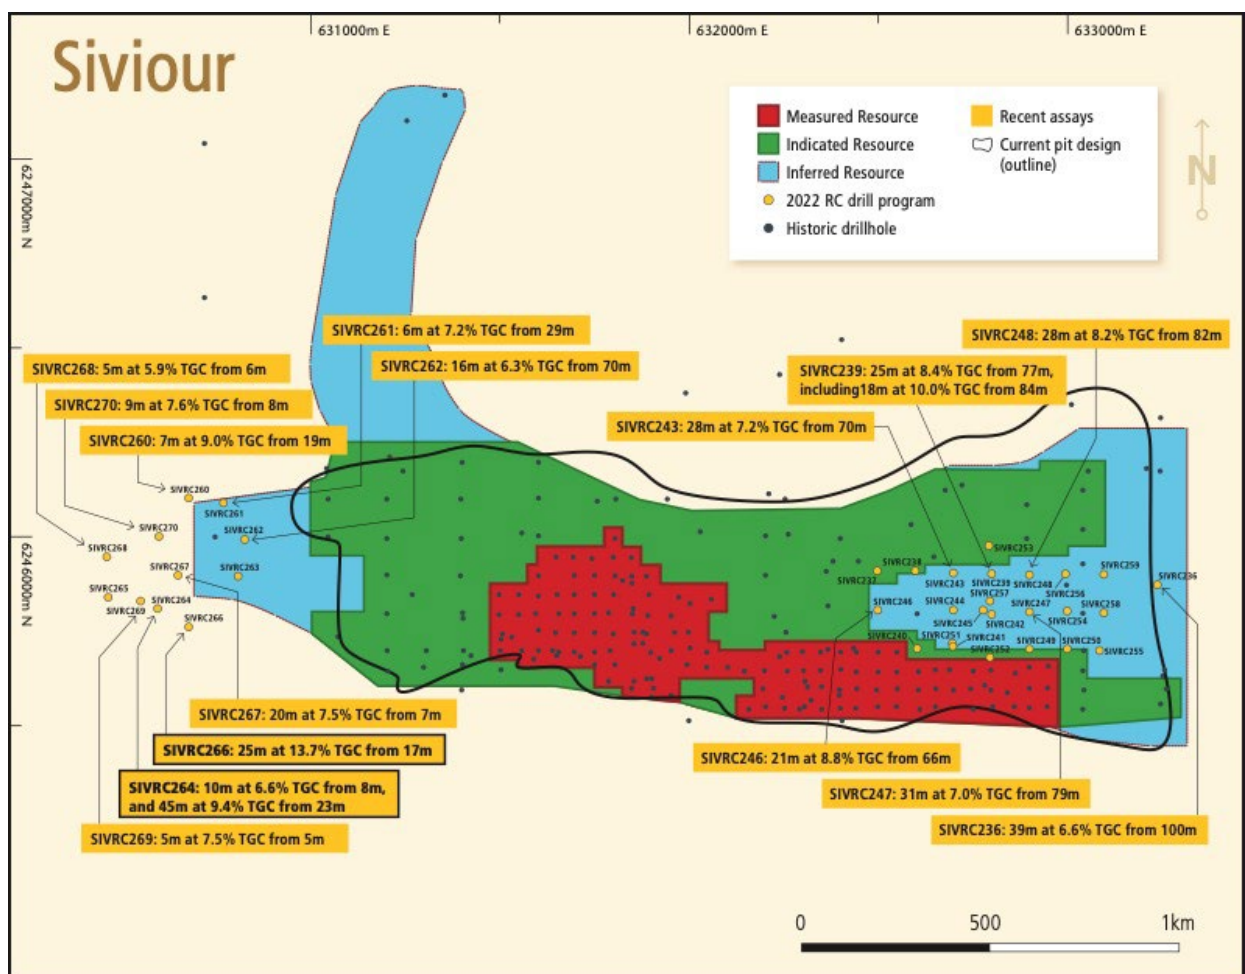 631000m E
632000m E
633000m E
Siviour
Measured Resource
Indicated Resource
Inferred Resource
2022 RC drill program
Historic drillhole
Recent assays
Current pit design
(outline)
N
6247000m N
6246000m N
SIVRC261: 6m at 7.2% TGC from 29m
SIVRC262: 16m at 6.3% TGC from 70m
SIVRC248: 28m at 8.2% TGC from 82m
SIVRC239: 25m at 8.4% TGC from 77m,
including18m at 10.0% TGC from 84m
SIVRC268: 5m at 5.9% TGC from 6m
SIVRC270: 9m at 7.6% TGC from 8m
SIVRC260: 7m at 9.0% TGC from 19m
SIVRC243: 28m at 7.2% TGC from 70m
SIVRC260
SIVRC261
SIVRC270
SIVRC262
SIVRC268
SIVRC267
SIVRC263
SIVRC265
SIVRC269
SIVRC264
SIVRC266
SIVRC253
SIVRC237
SIVRC238
SIVRC243
SIVRC239
SIVRC248
SIVRC259
SIVRC236
SIVRC257
SIVRC256
SIVRC246
SIVRC244
SIVRC247
SIVRC258
SIVRC245
SIVRC242
SIVRC254
SIVRC240
SIVRC251
SIVRC241
SIVRC249
SIVRC250
SIVRC252
SIVRC255
SIVRC267: 20m at 7.5% TGC from 7m
SIVRC266: 25m at 13.7% TGC from 17m
SIVRC264: 10m at 6.6% TGC from 8m,
and 45m at 9.4% TGC from 23m
SIVRC269: 5m at 7.5% TGC from 5m
SIVRC246: 21m at 8.8% TGC from 66m
SIVRC247: 31m at 7.0% TGC from 79m
SIVRC236: 39m at 6.6% TGC from 100m
0
500
1km